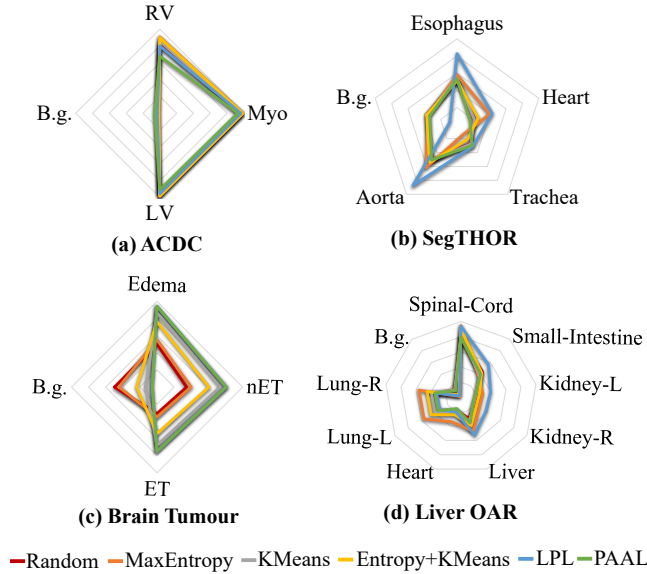 RV
B.g.
Myo
LV
(a) ACDC
Esophagus
B.g.
Heart
Aorta
Trachea
(b) SegTHOR
Edema
B.g.
nET
ET
(c) Brain Tumour
Spinal-Cord
B.g.
Small-Intestine
Lung-R
Kidney-L
Lung-L
Kidney-R
Heart
Liver
(d) Liver OAR
Random MaxEntropy KMeans Entropy+KMeans LPL PAAL